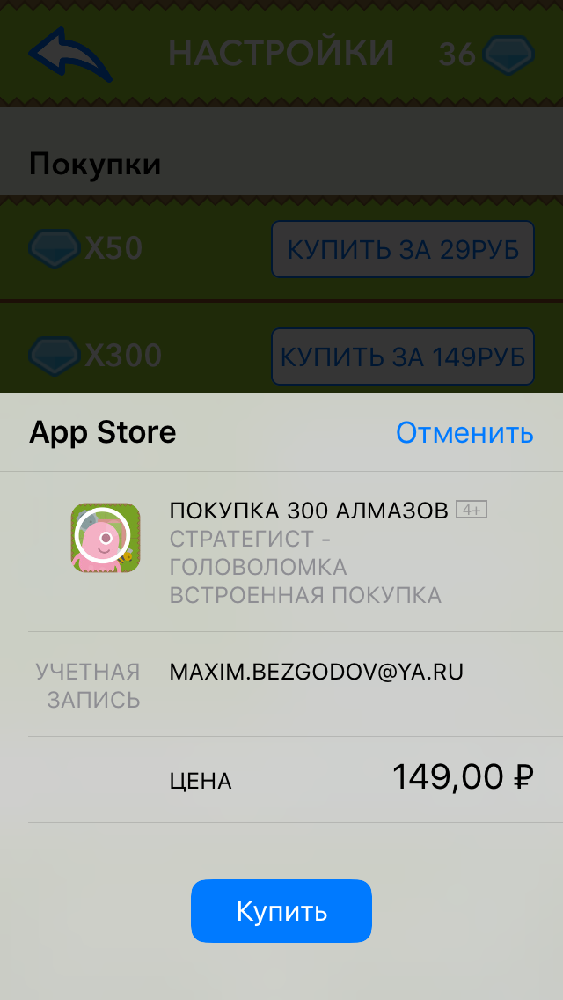 НАСТРОЙКИ 36
Покупки
X50 КУПИТЬ ЗА 29РУБ
X300 КУПИТЬ ЗА 149РУБ
App Store Отменить
ПОКУПКА 300 АЛМАЗОВ 4+
СТРАТЕГИСТ -
ГОЛОВОЛОМКА
ВСТРОЕННАЯ ПОКУПКА
УЧЕТНАЯ MAXIM.BEZGODOV@YA.RU
ЗАПИСЬ
ЦЕНА 149,00 ₽
Купить